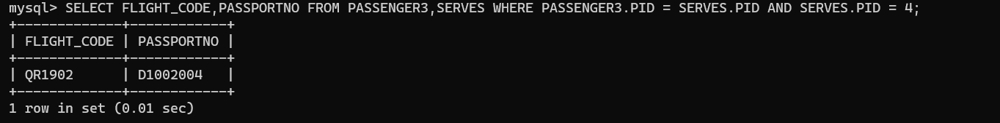 mysql> SELECT FLIGHT_CODE,PASSPORTNO FROM PASSENGER3,SERVES WHERE PASSENGER3.PID = SERVES.PID AND SERVES.PID = 4;
+-------------+------------+
| FLIGHT_CODE | PASSPORTNO |
+-------------+------------+
| QR1902      | D1002004   |
+-------------+------------+
1 row in set (0.01 sec)